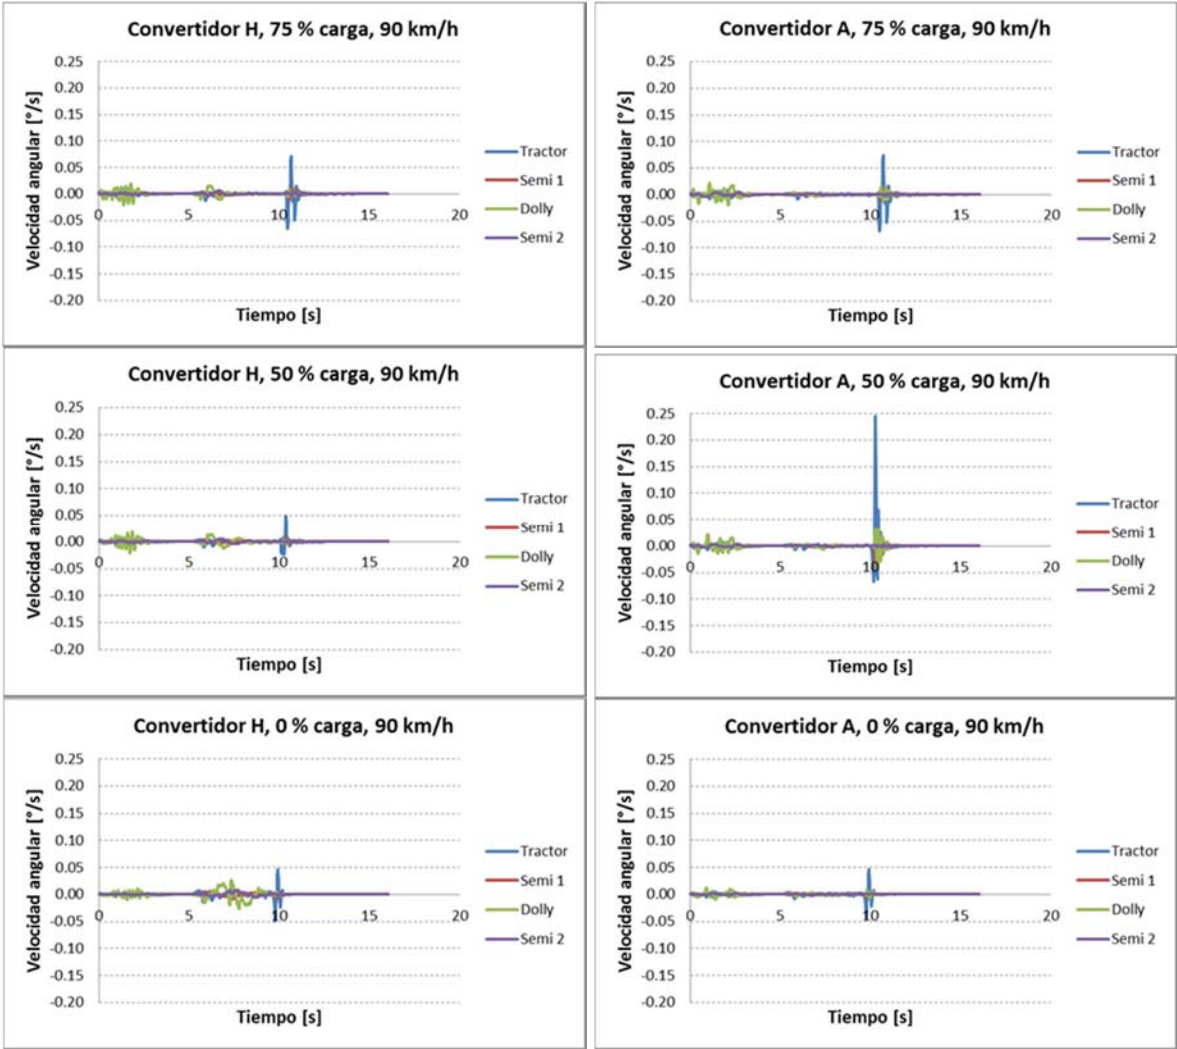 Convertidor H, 75 % carga, 90 km/h
Velocidad angular [°/s]
0.25
0.20
0.15
0.10
0.05
0.00
-0.05
-0.10
-0.15
-0.20
0 5 10 15 20
Tiempo [s]
Tractor
Semi 1
Dolly
Semi 2
Convertidor A, 75 % carga, 90 km/h
Velocidad angular [°/s]
0.25
0.20
0.15
0.10
0.05
0.00
-0.05
-0.10
-0.15
-0.20
0 5 10 15 20
Tiempo [s]
Tractor
Semi 1
Dolly
Semi 2
Convertidor H, 50 % carga, 90 km/h
Velocidad angular [°/s]
0.25
0.20
0.15
0.10
0.05
0.00
-0.05
-0.10
-0.15
-0.20
0 5 10 15 20
Tiempo [s]
Tractor
Semi 1
Dolly
Semi 2
Convertidor A, 50 % carga, 90 km/h
Velocidad angular [°/s]
0.25
0.20
0.15
0.10
0.05
0.00
-0.05
-0.10
-0.15
-0.20
0 5 10 15 20
Tiempo [s]
Tractor
Semi 1
Dolly
Semi 2
Convertidor H, 0 % carga, 90 km/h
Velocidad angular [°/s]
0.25
0.20
0.15
0.10
0.05
0.00
-0.05
-0.10
-0.15
-0.20
0 5 10 15 20
Tiempo [s]
Tractor
Semi 1
Dolly
Semi 2
Convertidor A, 0 % carga, 90 km/h
Velocidad angular [°/s]
0.25
0.20
0.15
0.10
0.05
0.00
-0.05
-0.10
-0.15
-0.20
0 5 10 15 20
Tiempo [s]
Tractor
Semi 1
Dolly
Semi 2